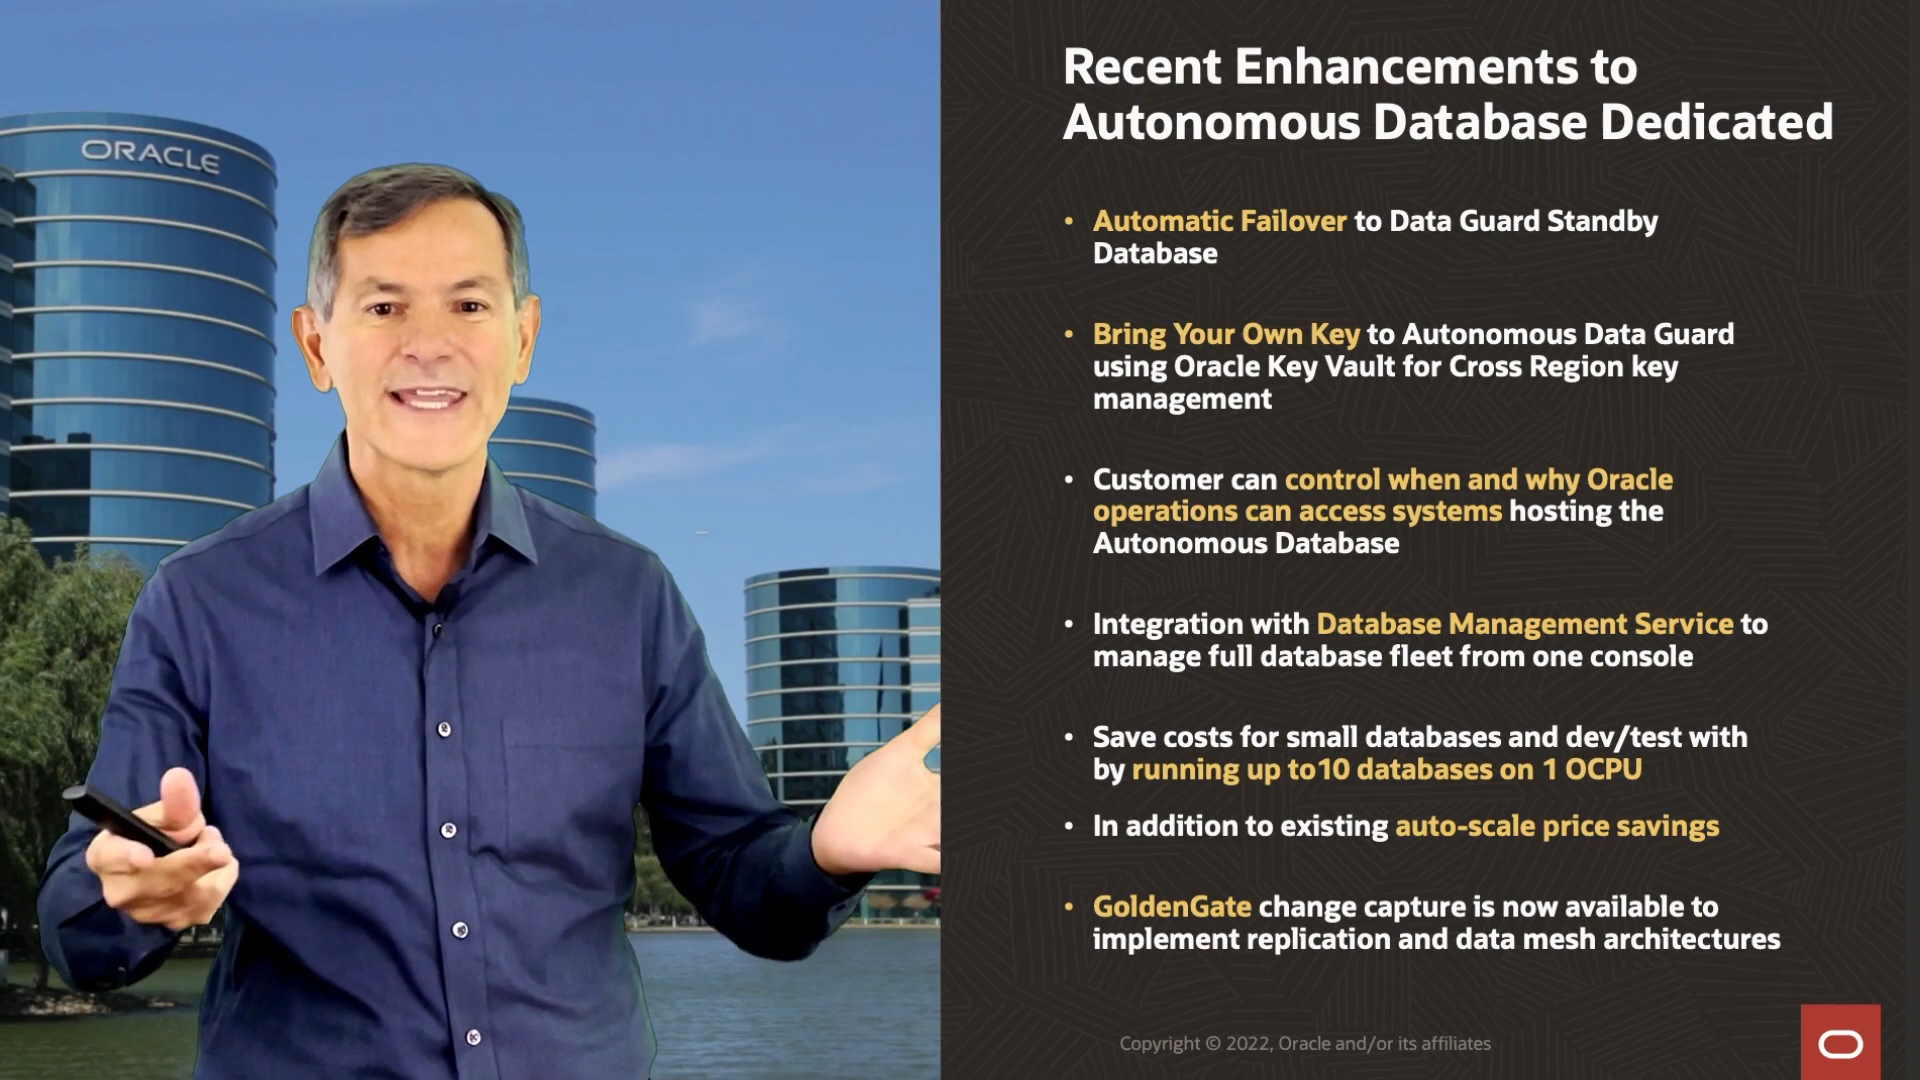 ORACLE
Recent Enhancements to
Autonomous Database Dedicated
• Automatic Failover to Data Guard Standby
Database
• Bring Your Own Key to Autonomous Data Guard
using Oracle Key Vault for Cross Region key
management
• Customer can control when and why Oracle
operations can access systems hosting the
Autonomous Database
• Integration with Database Management Service to
manage full database fleet from one console
• Save costs for small databases and dev/test with
by running up to10 databases on 1 OCPU
• In addition to existing auto-scale price savings
• GoldenGate change capture is now available to
implement replication and data mesh architectures
Copyright © 2022, Oracle and/or its affiliates